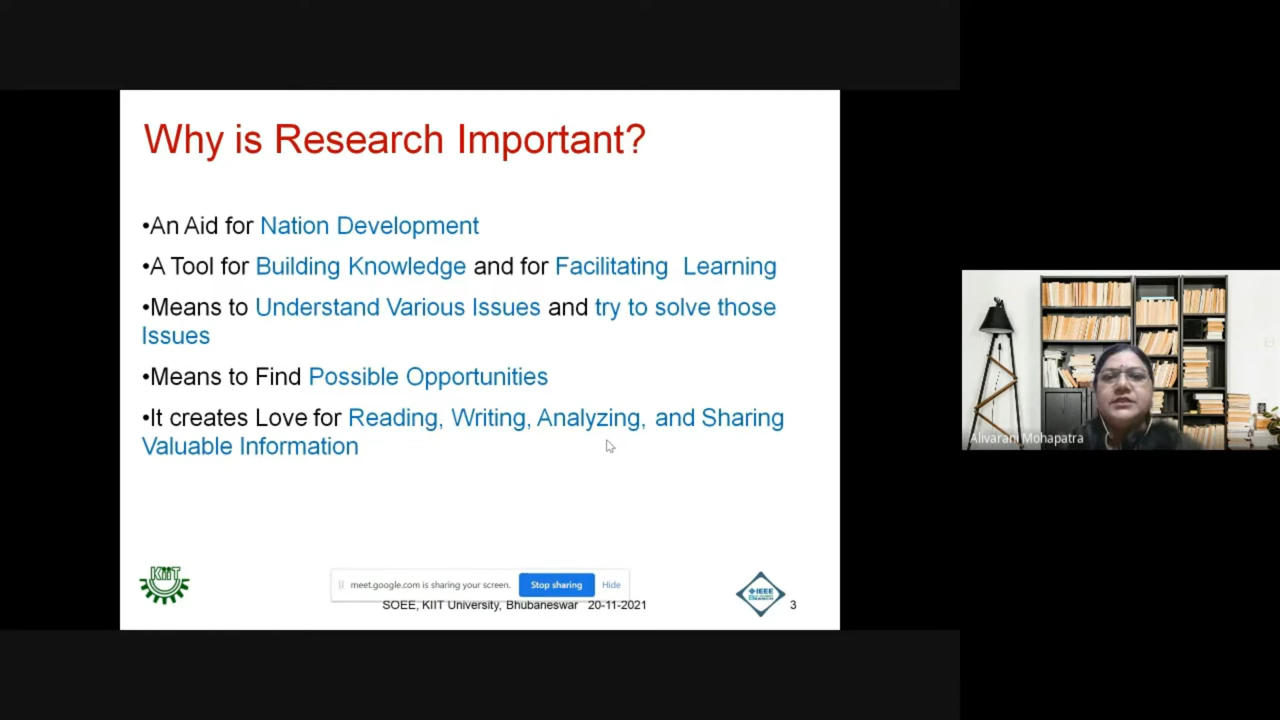 Why is Research Important?
•An Aid for Nation Development
•A Tool for Building Knowledge and for Facilitating Learning
•Means to Understand Various Issues and try to solve those
Issues
•Means to Find Possible Opportunities
•It creates Love for Reading, Writing, Analyzing, and Sharing
Valuable Information
Alivarani Mohapatra
KIIT
meet.google.com is sharing your screen. Stop sharing Hide
IEEE
SOEE, KIIT University, Bhubaneswar 20-11-2021
3